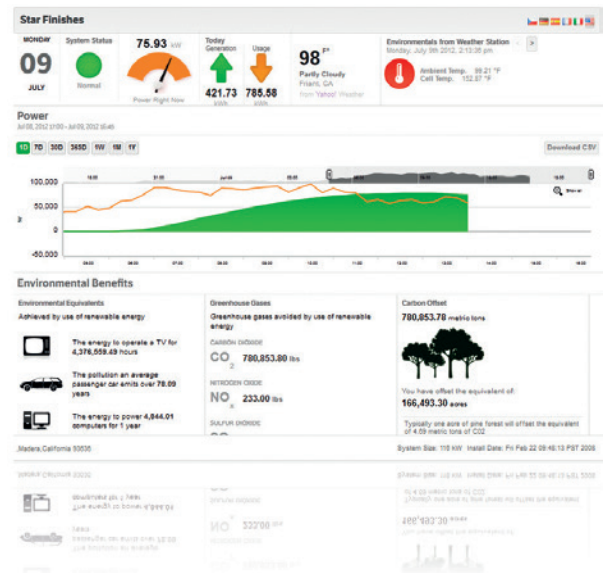 Star Finishes
MONDAY
09
JULY
System Status
Normal
75.93 kW
Power Right Now
Today
Generation
421.73
kWh
Usage
785.58
kWh
98 F°
Partly Cloudy
Friant, CA
from Yahoo! Weather
Environmentals from Weather Station
Monday, July 9th 2012, 2:13:35 pm
Ambient Temp. 99.21 °F
Cell Temp. 152.87 °F
Power
1D 7D 30D 365D 1W 1M 1Y
Download CSV
Show all
100,000
50,000
0
-50,000
Environmental Benefits
Environmental Equivalents
Achieved by use of renewable energy
The energy to operate a TV for
4,376,559.49 hours
The pollution an average
passenger car emits over 78.09
years
The energy to power 4,844.01
computers for 1 year
Greenhouse Gases
Greenhouse gases avoided by use of renewable
energy
CARBON DIOXIDE
CO2 780,853.80 lbs
NITROGEN OXIDE
NOx 233.00 lbs
SULFUR DIOXIDE
Carbon Offset
780,853.78 metric tons
You have offset the equivalent of:
166,493.30 acres
Typically one acre of pine forest will offset the equivalent
of 4.69 metric tons of CO2
Madera, California 93636
System Size: 110 kW Install Date: Fri Feb 22 09:46:13 PST 2008